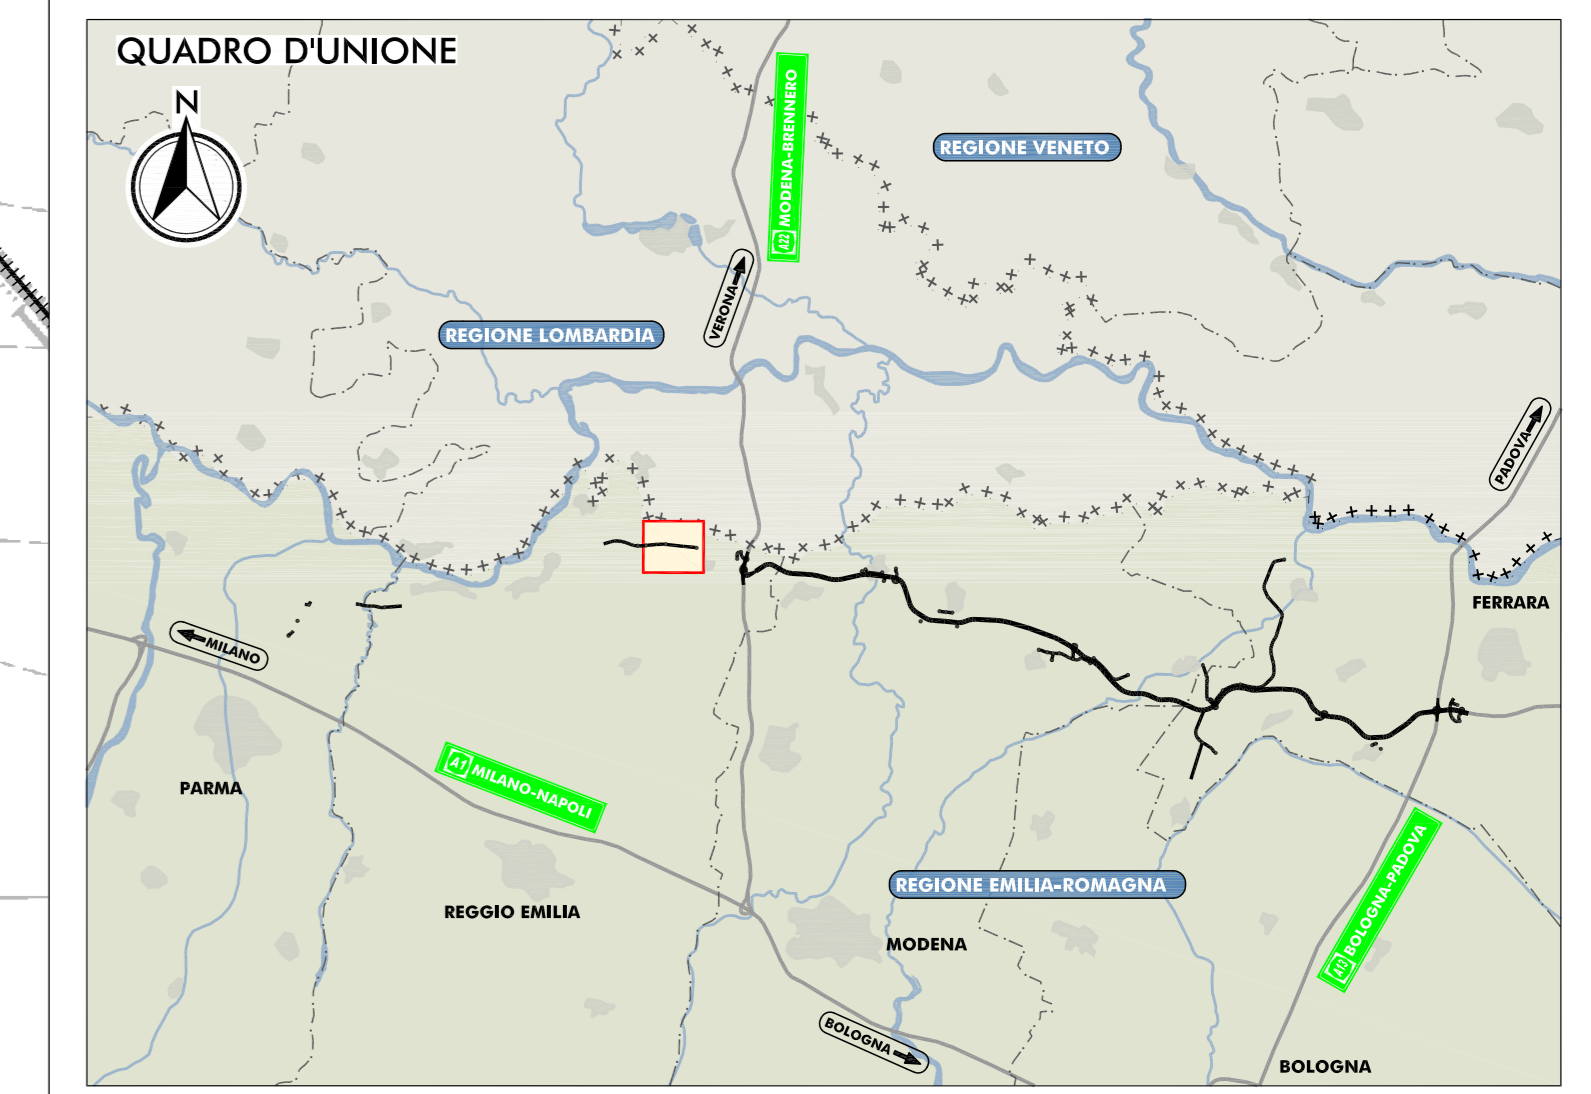 QUADRO D'UNIONE
N
A22 MODENA-BRENNERO
REGIONE VENETO
VERONA
REGIONE LOMBARDIA
PADOVA
FERRARA
MILANO
PARMA
A1 MILANO-NAPOLI
REGGIO EMILIA
REGIONE EMILIA-ROMAGNA
MODENA
A13 BOLOGNA-PADOVA
BOLOGNA
BOLOGNA